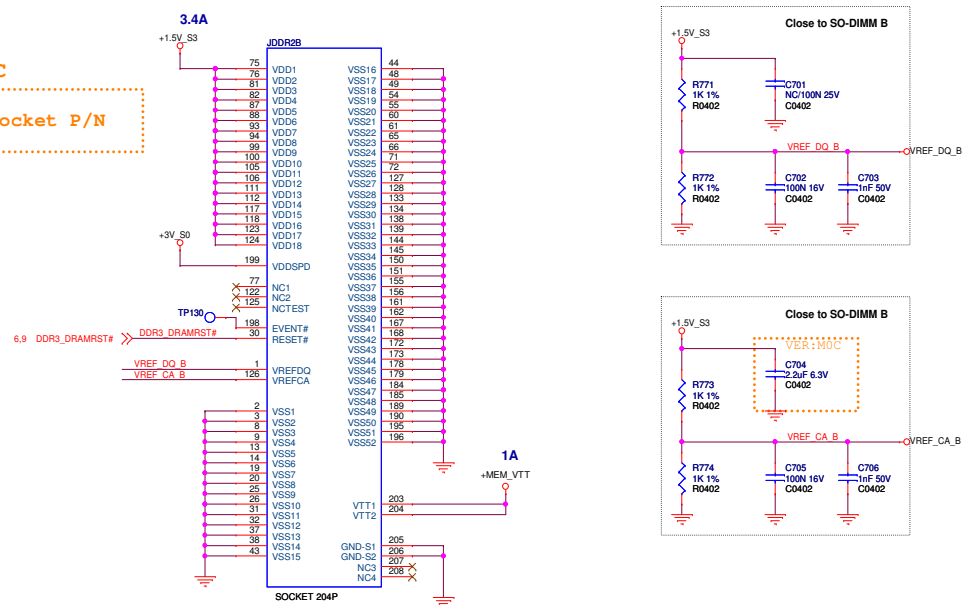 3.4A
+1.5V_S3
C
ocket P/N
JDDR2B
75 VDD1 VSS16 44
76 VDD2 VSS17 48
81 VDD3 VSS18 49
82 VDD4 VSS19 54
87 VDD5 VSS20 55
88 VDD6 VSS21 60
93 VDD7 VSS22 61
94 VDD8 VSS23 65
99 VDD9 VSS24 66
100 VDD10 VSS25 71
105 VDD11 VSS26 72
106 VDD12 VSS27 127
111 VDD13 VSS28 128
112 VDD14 VSS29 133
117 VDD15 VSS30 134
118 VDD16 VSS31 138
123 VDD17 VSS32 139
124 VDD18 VSS33 144
VSS34 145
+3V_S0
199 VDDSPD VSS35 150
VSS36 151
77 NC1 VSS37 155
122 NC2 VSS38 156
125 NCTEST VSS39 161
TP130
VSS40 162
198 EVENT# VSS41 167
6,9 DDR3_DRAMRST# DDR3_DRAMRST# 30 RESET# VSS42 168
VSS43 172
VSS44 173
VREF_DQ_B 1 VREFDQ VSS45 178
VREF_CA_B 126 VREFCA VSS46 179
VSS47 184
VSS48 185
2 VSS1 VSS49 189
3 VSS2 VSS50 190
8 VSS3 VSS51 195
9 VSS4 VSS52 196
13 VSS5
14 VSS6
19 VSS7
20 VSS8
25 VSS9
26 VSS10 VTT1 203
31 VSS11 VTT2 204
32 VSS12
37 VSS13
38 VSS14 GND-S1 205
43 VSS15 GND-S2 206
NC3 207
NC4 208
1A
+MEM_VTT
SOCKET 204P
Close to SO-DIMM B
+1.5V_S3
R771
1K 1%
R0402
C701
NC/100N 25V
C0402
VREF_DQ_B
VREF_DQ_B
R772
1K 1%
R0402
C702
100N 16V
C0402
C703
1nF 50V
C0402
Close to SO-DIMM B
+1.5V_S3
VER:M0C
C704
2.2uF 6.3V
C0402
R773
1K 1%
R0402
VREF_CA_B
VREF_CA_B
R774
1K 1%
R0402
C705
100N 16V
C0402
C706
1nF 50V
C0402